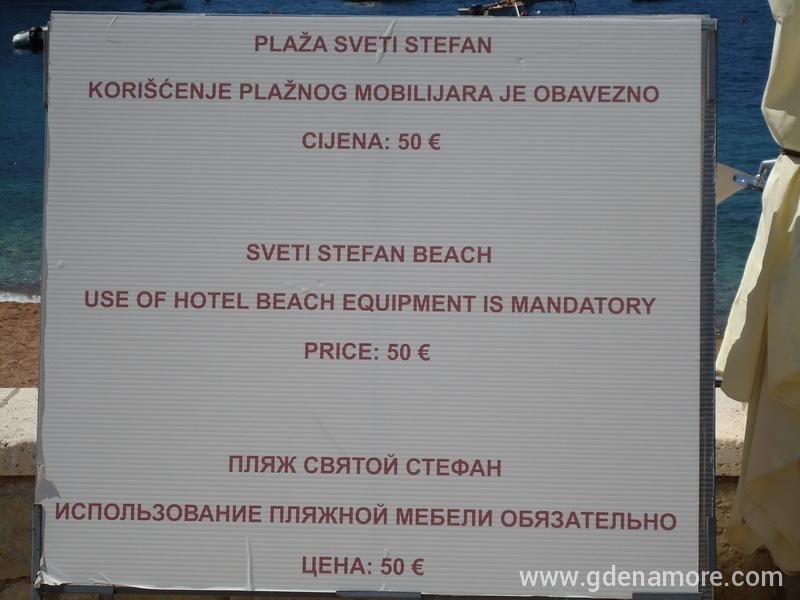 PLAŽA SVETI STEFAN
KORIŠĆENJE PLAŽNOG MOBILIJARA JE OBAVEZNO
CIJENA: 50 €
SVETI STEFAN BEACH
USE OF HOTEL BEACH EQUIPMENT IS MANDATORY
PRICE: 50 €
ПЛЯЖ СВЯТОЙ СТЕФАН
ИСПОЛЬЗОВАНИЕ ПЛЯЖНОЙ МЕБЕЛИ ОБЯЗАТЕЛЬНО
ЦЕНА: 50 €
www.gdenamore.com